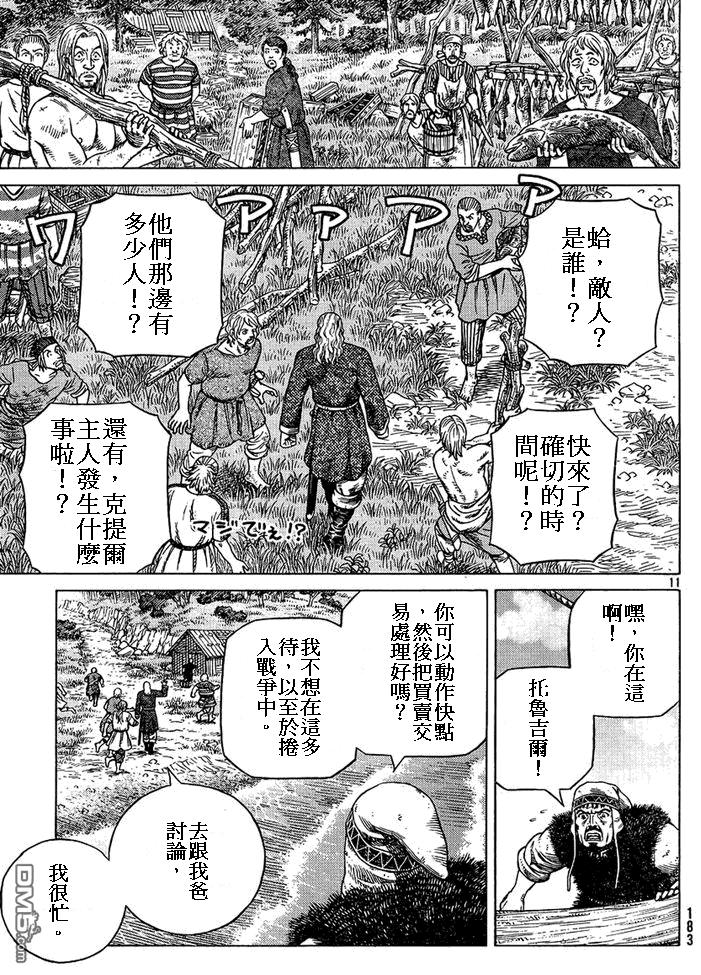 ワアアアア
蛤，敵人？
是誰！？
他們那邊有
多少人！？
快來了？
確切的時
間呢！？
還有，克提爾
主人發生什麼
事啦！？
マジでぇ！？
11
嘿，你在這
啊！
托魯吉爾！
你可以動作快點
，然後把買賣交
易處理好嗎？
我不想在這多
待，以至於捲
入戰爭中。
去跟我爸
討論，
我很忙。
183
DM5.com